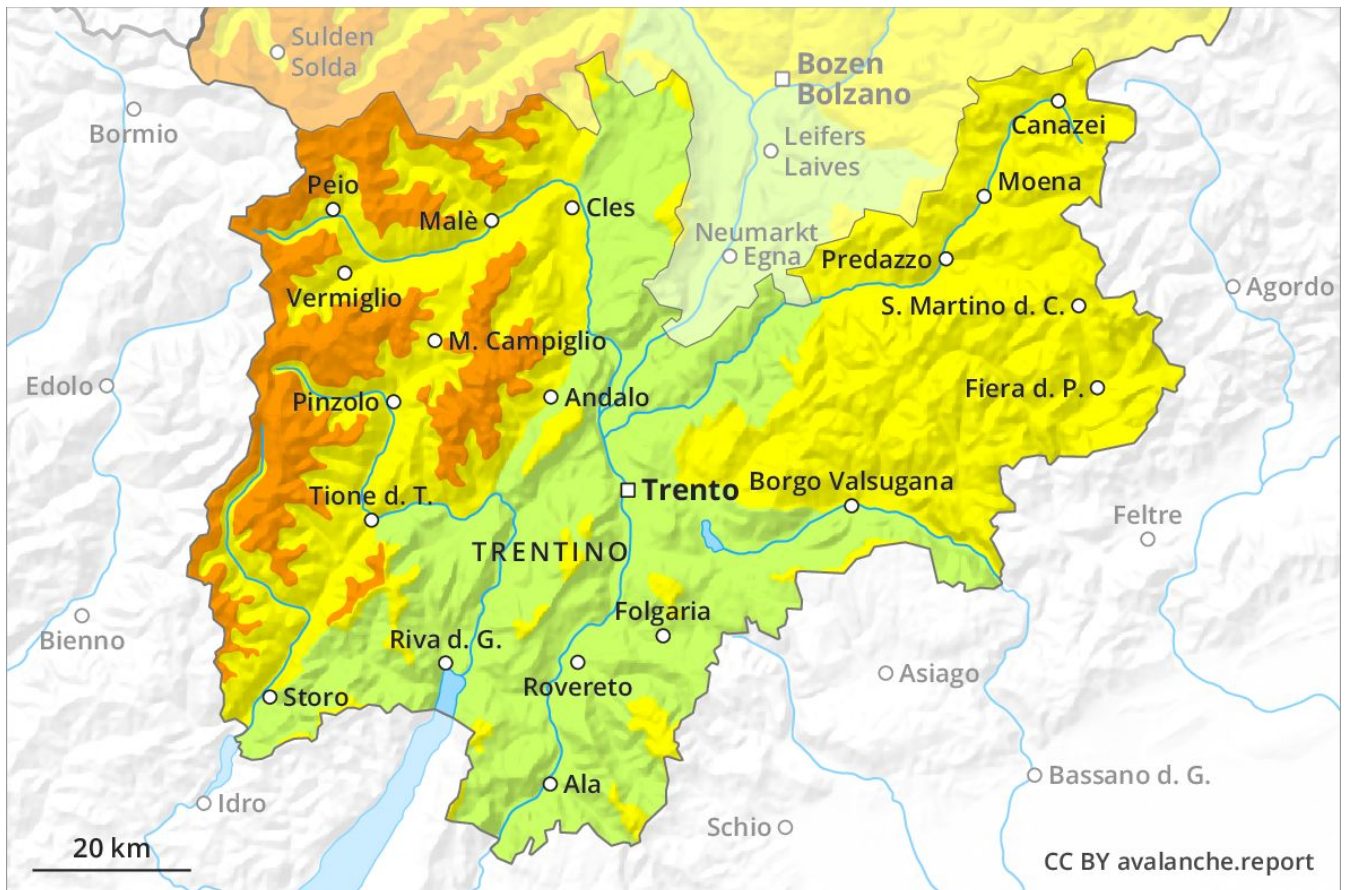 Sulden
Solda
Bozen
Bolzano
Bormio
Canazei
Leifers
Laives
Peio
Moena
Malè
Cles
Neumarkt
Egna
Predazzo
Vermiglio
S. Martino d. C.
Agordo
M. Campiglio
Edolo
Pinzolo
Andalo
Fiera d. P.
Tione d. T.
Trento
Borgo Valsugana
Feltre
TRENTINO
Bienno
Riva d. G.
Folgaria
Asiago
Storo
Rovereto
Idro
Ala
Bassano d. G.
Schio
20 km
CC BY avalanche.report